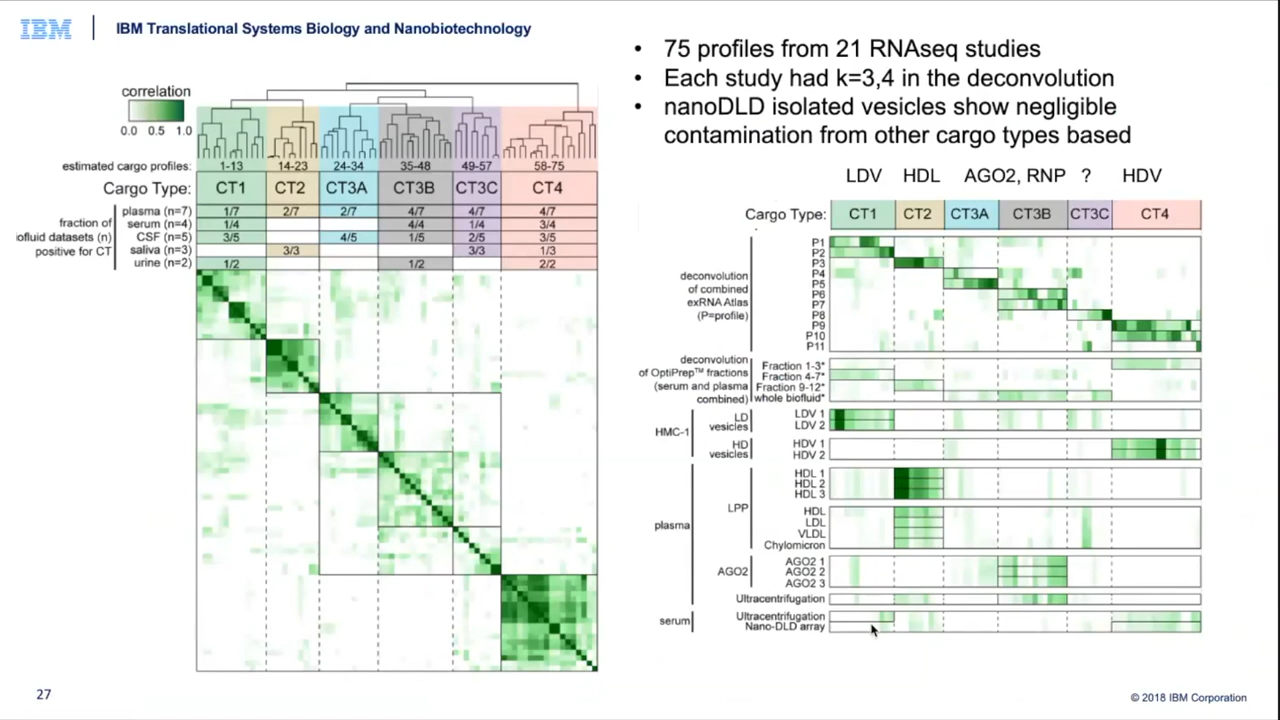 IBM
IBM Translational Systems Biology and Nanobiotechnology
• 75 profiles from 21 RNAseq studies
• Each study had k=3,4 in the deconvolution
• nanoDLD isolated vesicles show negligible
contamination from other cargo types based
correlation
0.0 0.5 1.0
estimated cargo profiles: 1-13 14-23 24-34 35-48 49-57 58-75
Cargo Type: CT1 CT2 CT3A CT3B CT3C CT4
fraction of
iofluid datasets (n)
positive for CT
plasma (n=7) 1/7 2/7 2/7 4/7 4/7 4/7
serum (n=4) 1/4 4/4 1/4 3/4
CSF (n=5) 3/5 4/5 1/5 2/5 3/5
saliva (n=3) 3/3 3/3 1/3
urine (n=2) 1/2 1/2 2/2
LDV HDL AGO2, RNP ? HDV
Cargo Type: CT1 CT2 CT3A CT3B CT3C CT4
deconvolution
of combined
exRNA Atlas
(P=profile)
P1
P2
P3
P4
P5
P6
P7
P8
P9
P10
P11
deconvolution
of OptiPrep™ fractions
(serum and plasma
combined)
Fraction 1-3*
Fraction 4-7*
Fraction 9-12*
whole biofluid*
HMC-1
LD
vesicles
LDV 1
LDV 2
HD
vesicles
HDV 1
HDV 2
plasma
LPP
HDL 1
HDL 2
HDL 3
HDL
LDL
VLDL
Chylomicron
AGO2
AGO2 1
AGO2 2
AGO2 3
Ultracentrifugation
serum
Ultracentrifugation
Nano-DLD array
27
© 2018 IBM Corporation